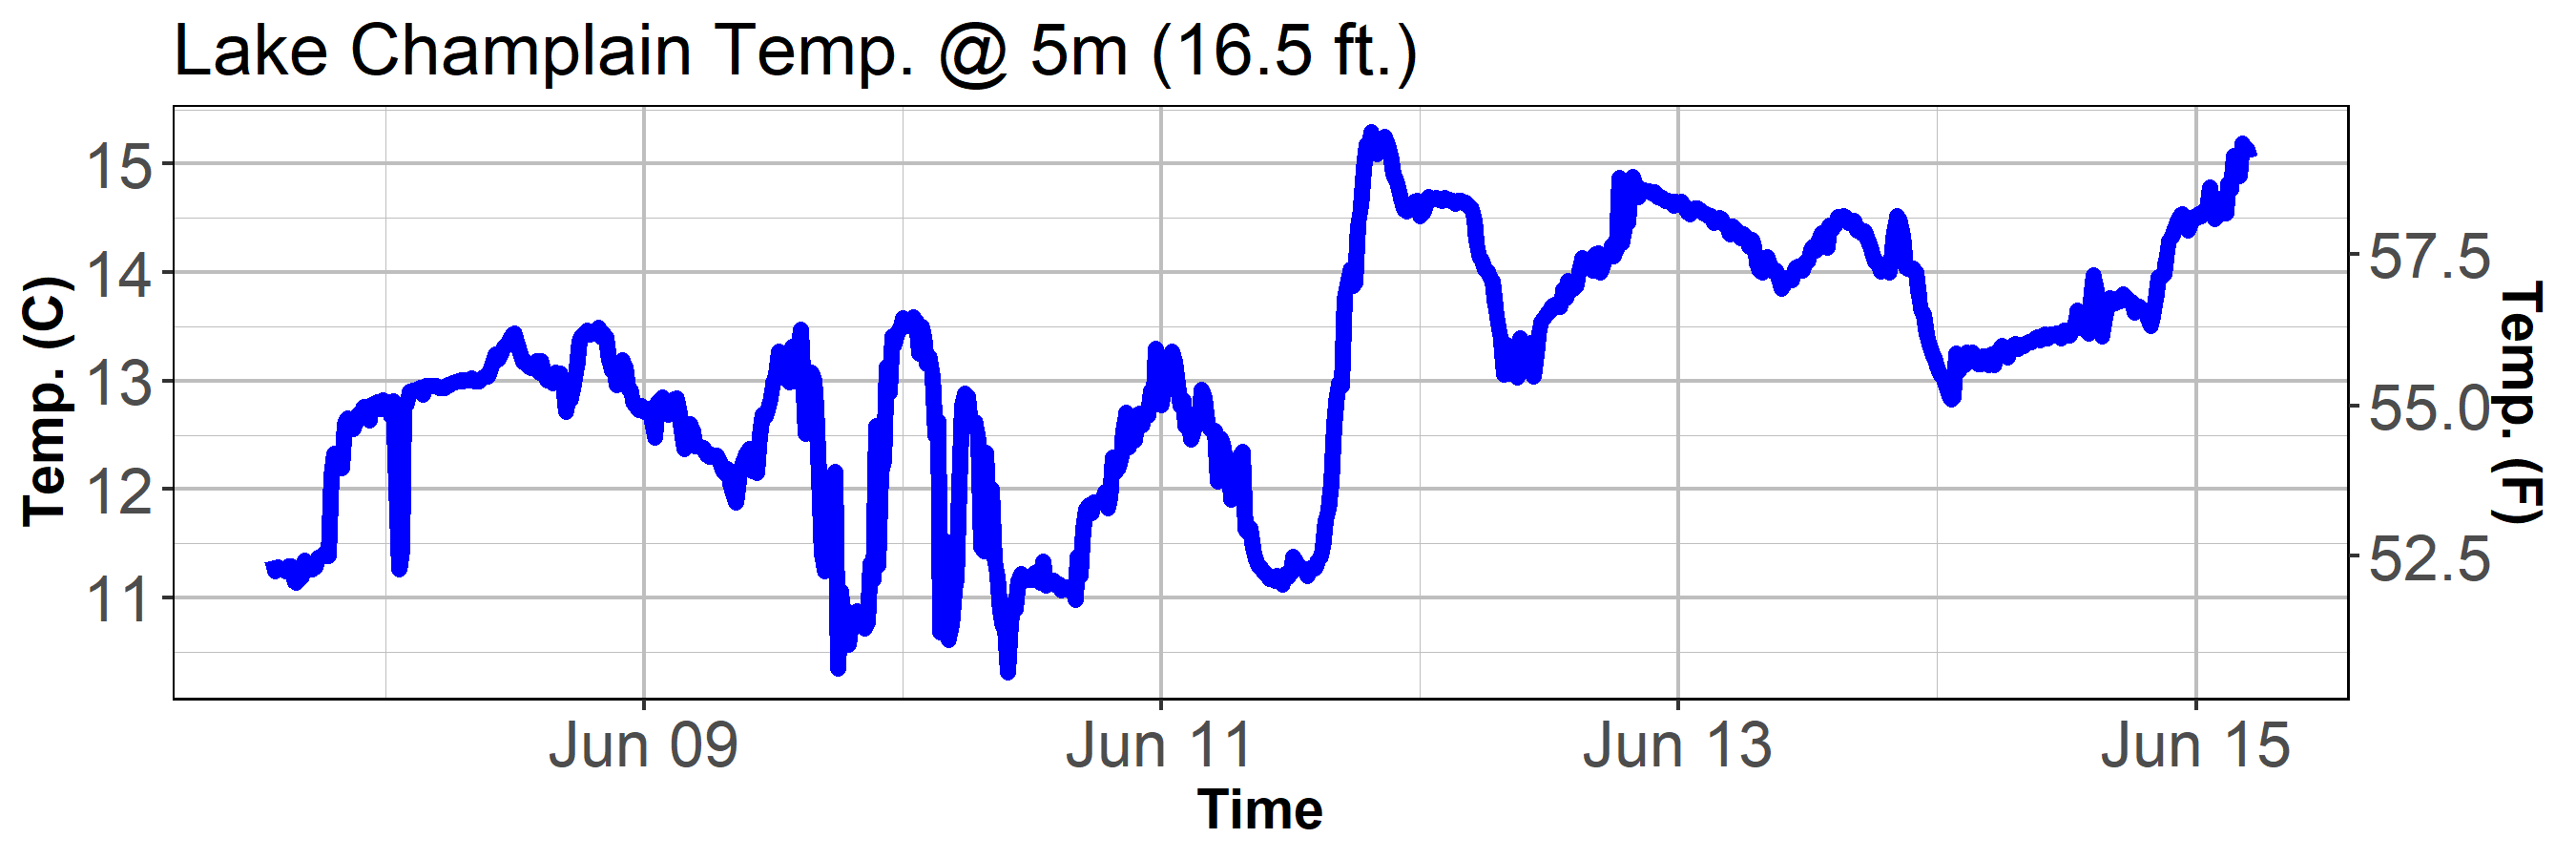 Lake Champlain Temp. @ 5m (16.5 ft.)
Temp. (C)
15
14
13
12
11
57.5
55.0
52.5
Temp. (F)
Jun 09 Jun 11 Jun 13 Jun 15
Time